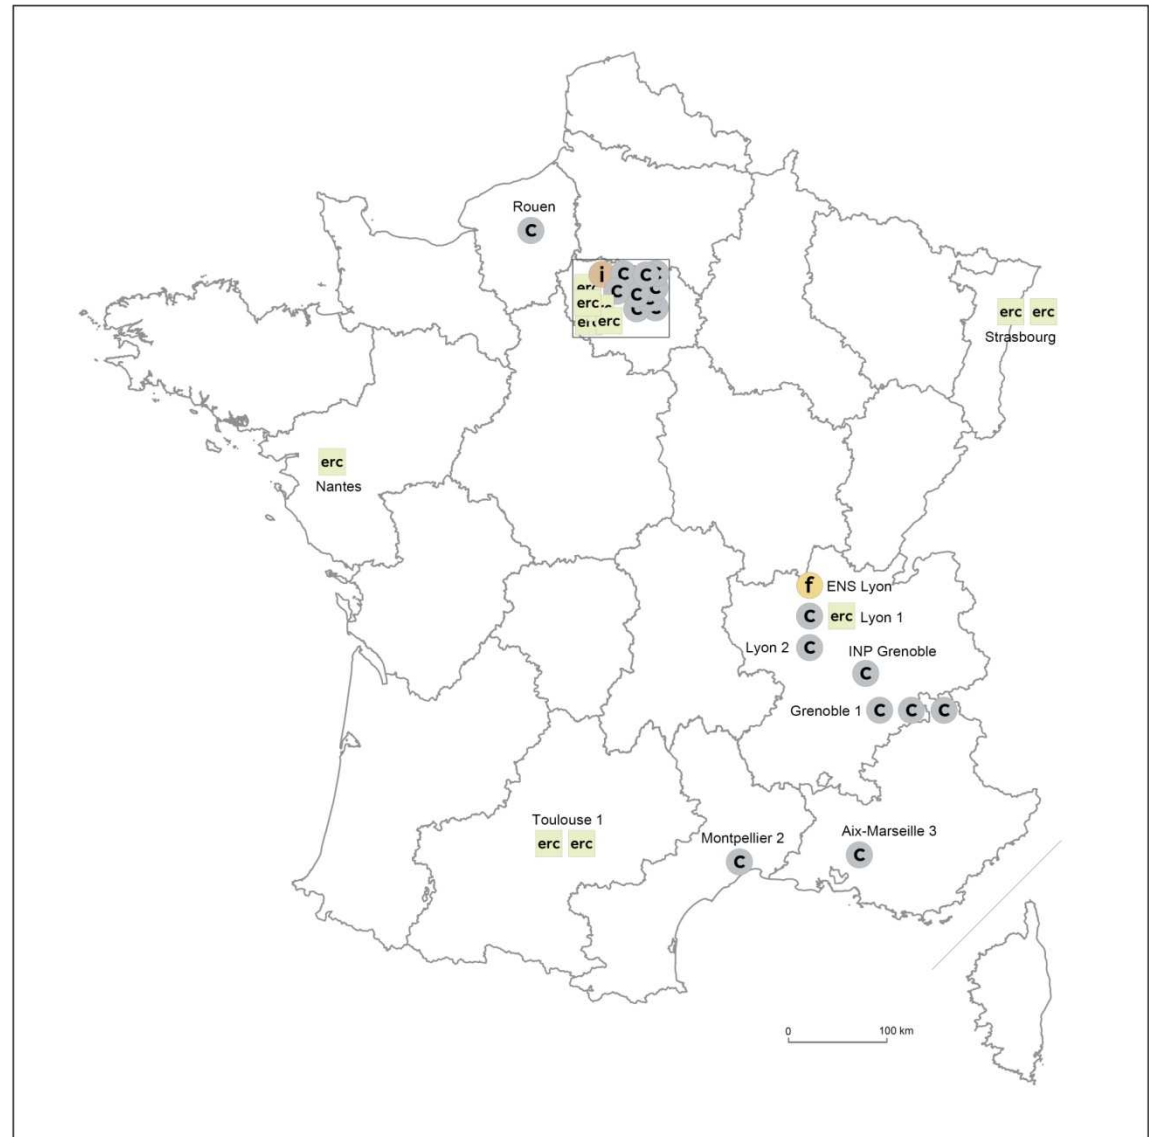 Rouen
c
i c c
erc c
erc c
erc c
erc erc
Strasbourg
erc
Nantes
f ENS Lyon
c erc Lyon 1
Lyon 2 c
INP Grenoble
c
Grenoble 1 c c c
Toulouse 1
erc erc
Montpellier 2
c
Aix-Marseille 3
c
0 100 km